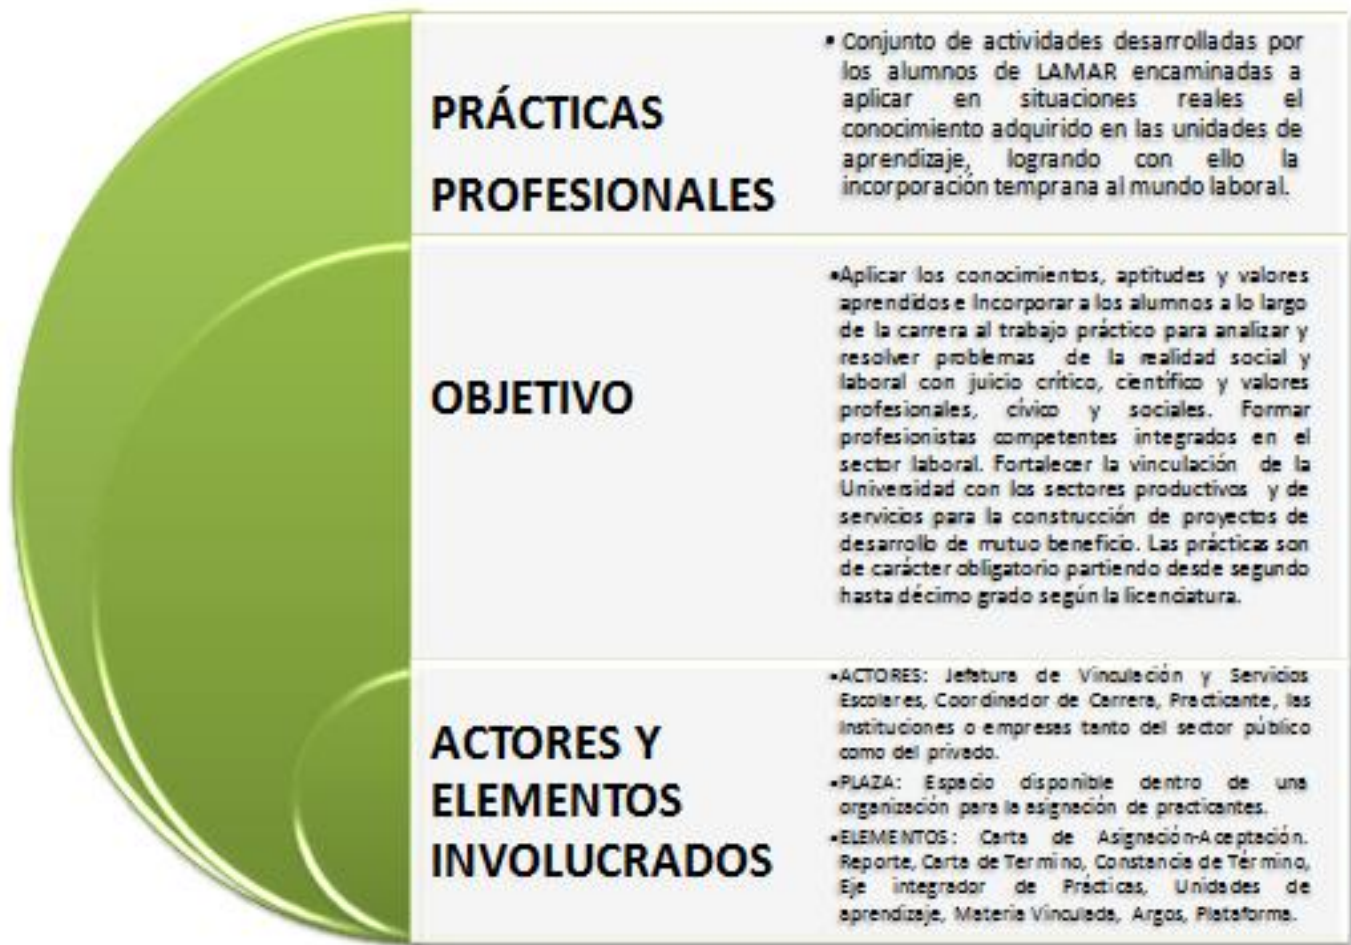 PRÁCTICAS
PROFESIONALES
• Conjunto de actividades desarrolladas por
los alumnos de LAMAR encaminadas a
aplicar en situaciones reales el
conocimiento adquirido en las unidades de
aprendizaje, logrando con ello la
incorporación temprana al mundo laboral.
OBJETIVO
•Aplicar los conocimientos, aptitudes y valores
aprendidos e Incorporar a los alumnos a lo largo
de la carrera al trabajo práctico para analizar y
resolver problemas de la realidad social y
laboral con juicio crítico, científico y valores
profesionales, cívico y sociales. Formar
profesionistas competentes integrados en el
sector laboral. Fortalecer la vinculación de la
Universidad con los sectores productivos y de
servicios para la construcción de proyectos de
desarrollo de mutuo beneficio. Las prácticas son
de carácter obligatorio partiendo desde segundo
hasta décimo grado según la licenciatura.
ACTORES Y
ELEMENTOS
INVOLUCRADOS
•ACTORES: Jefatura de Vinculación y Servicios
Escolares, Coordinador de Carrera, Practicante, las
Instituciones o empresas tanto del sector público
como del privado.
•PLAZA: Espacio disponible dentro de una
organización para la asignación de practicantes.
•ELEMENTOS: Carta de Asignación-Aceptación.
Reporte, Carta de Termino, Constancia de Término,
Eje integrador de Prácticas, Unidades de
aprendizaje, Materia Vinculada, Argos, Plataforma.